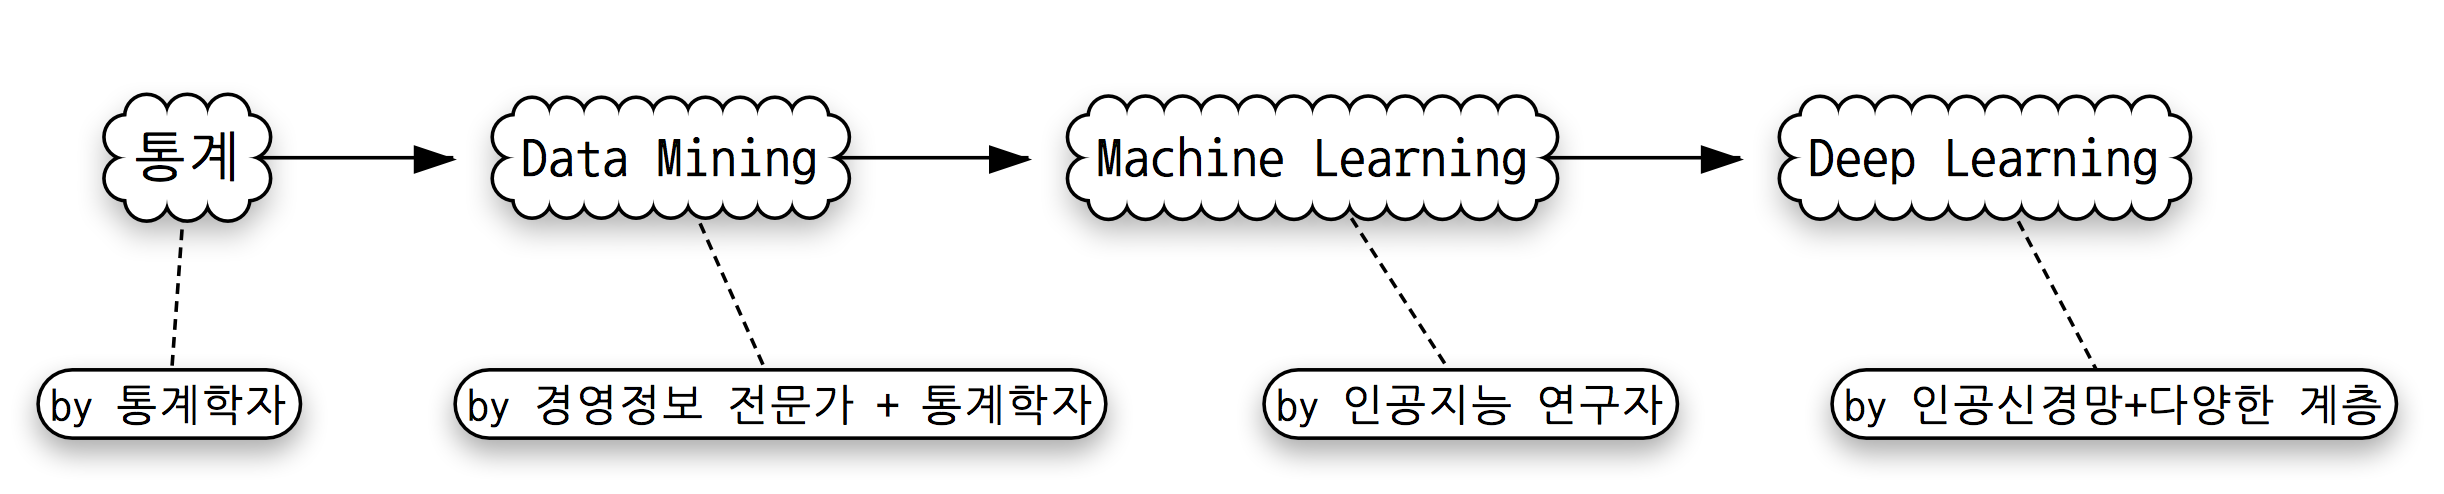 통계
Data Mining
Machine Learning
Deep Learning
by 통계학자
by 경영정보 전문가 + 통계학자
by 인공지능 연구자
by 인공신경망+다양한 계층